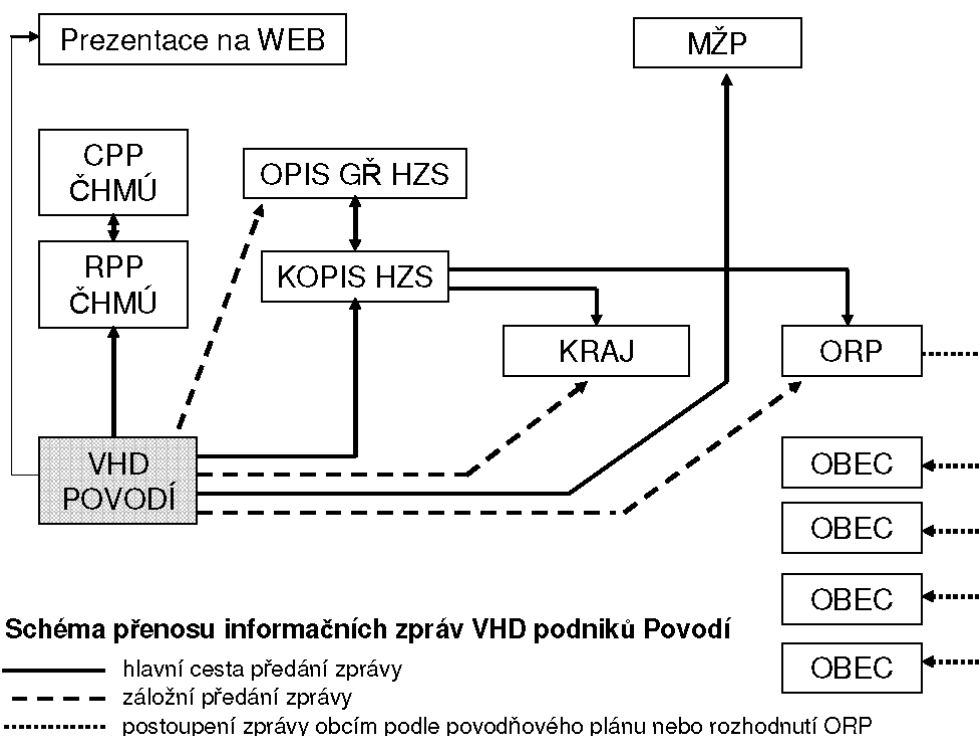 Prezentace na WEB
MŽP
CPP
ČHMÚ
OPIS GŘ HZS
RPP
ČHMÚ
KOPIS HZS
KRAJ
ORP
VHD
POVODÍ
OBEC
OBEC
OBEC
OBEC
Schéma přenosu informačních zpráv VHD podniků Povodí
hlavní cesta předání zprávy
záložní předání zprávy
postoupení zprávy obcím podle povodňového plánu nebo rozhodnutí ORP